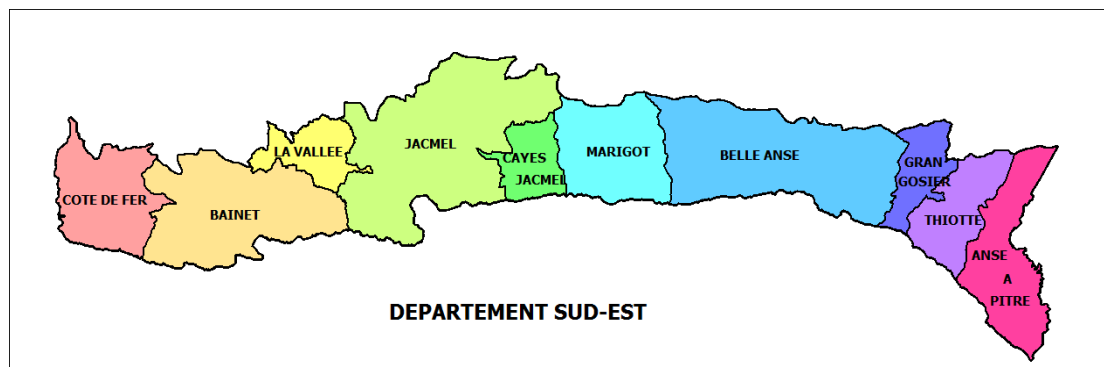 COTE DE FER
BAINET
LA VALLEE
JACMEL
CAYES
JACMEL
MARIGOT
BELLE ANSE
GRAN
GOSIER
THIOTTE
ANSE
A
PITRE
DEPARTEMENT SUD-EST